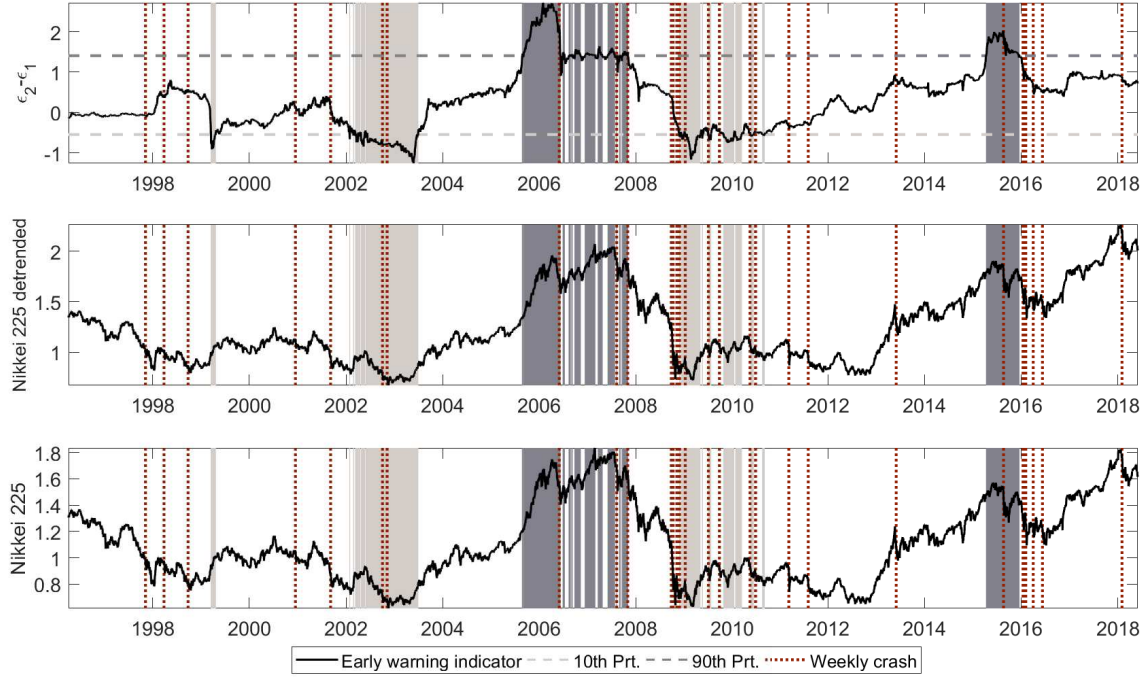 ε2-ε1
2
1
0
-1
1998 2000 2002 2004 2006 2008 2010 2012 2014 2016 2018
Nikkei 225 detrended
2
1.5
1
1998 2000 2002 2004 2006 2008 2010 2012 2014 2016 2018
Nikkei 225
1.8
1.6
1.4
1.2
1
0.8
1998 2000 2002 2004 2006 2008 2010 2012 2014 2016 2018
Early warning indicator 10th Prt. 90th Prt. Weekly crash